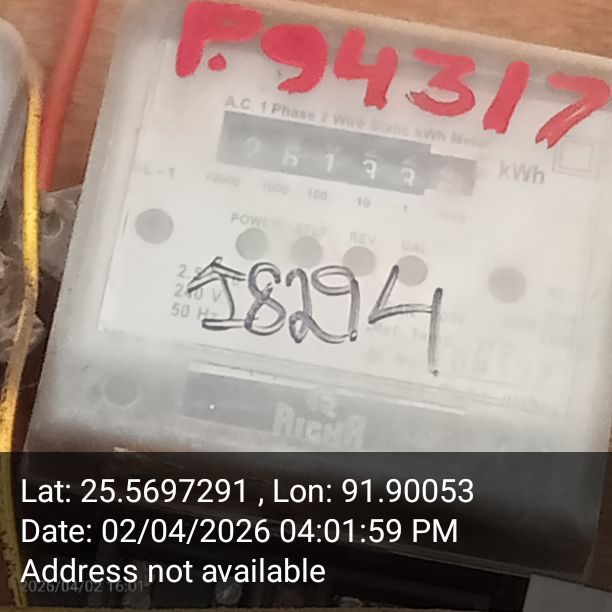 P.94317
A.C. 1 Phase 2 Wire Static kWh Meter
kWh
10000 1000 100 10 1
POWER REV CAL
240 V
50 Hz
J8294
RICHA
Lat: 25.5697291 , Lon: 91.90053
Date: 02/04/2026 04:01:59 PM
Address not available
2026/04/02 16:01